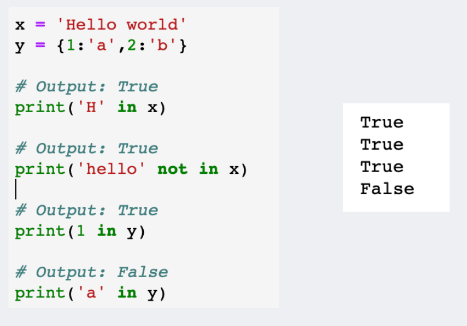 x = 'Hello world'
y = {1:'a',2:'b'}
# Output: True
print('H' in x)
# Output: True
print('hello' not in x)
# Output: True
print(1 in y)
# Output: False
print('a' in y)
True
True
True
False